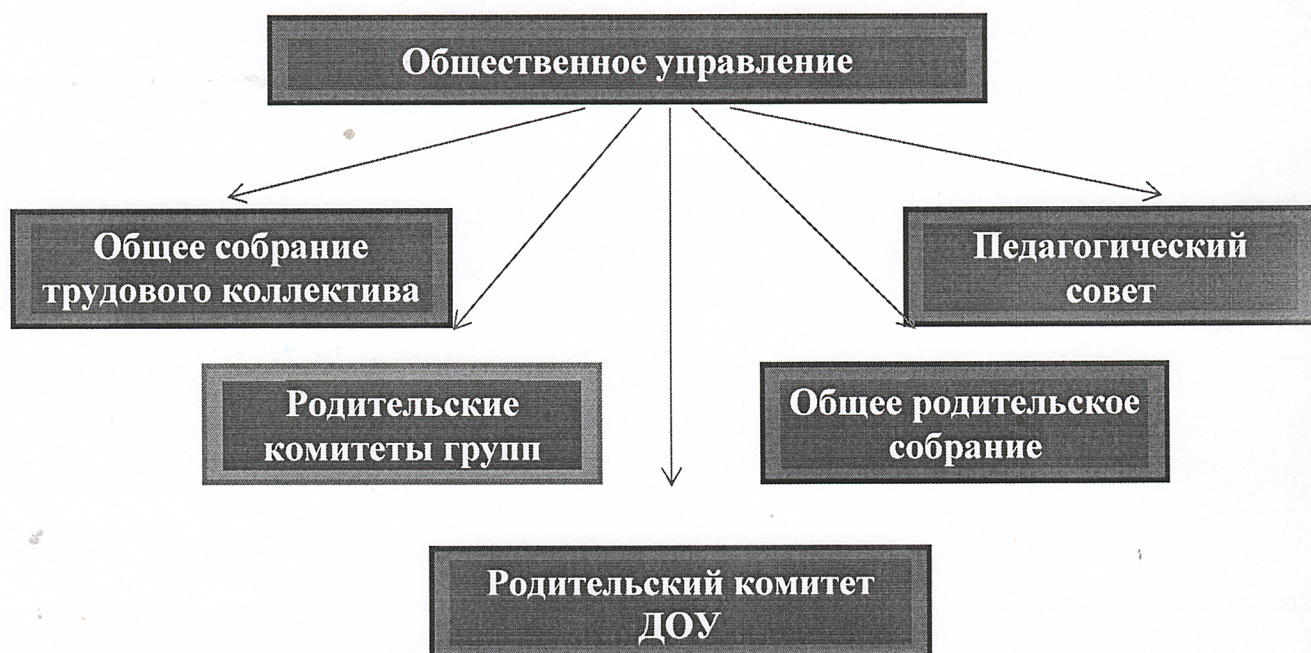 Общественное управление
Общее собрание
трудового коллектива
Педагогический
совет
Родительские
комитеты групп
Общее родительское
собрание
Родительский комитет
ДОУ